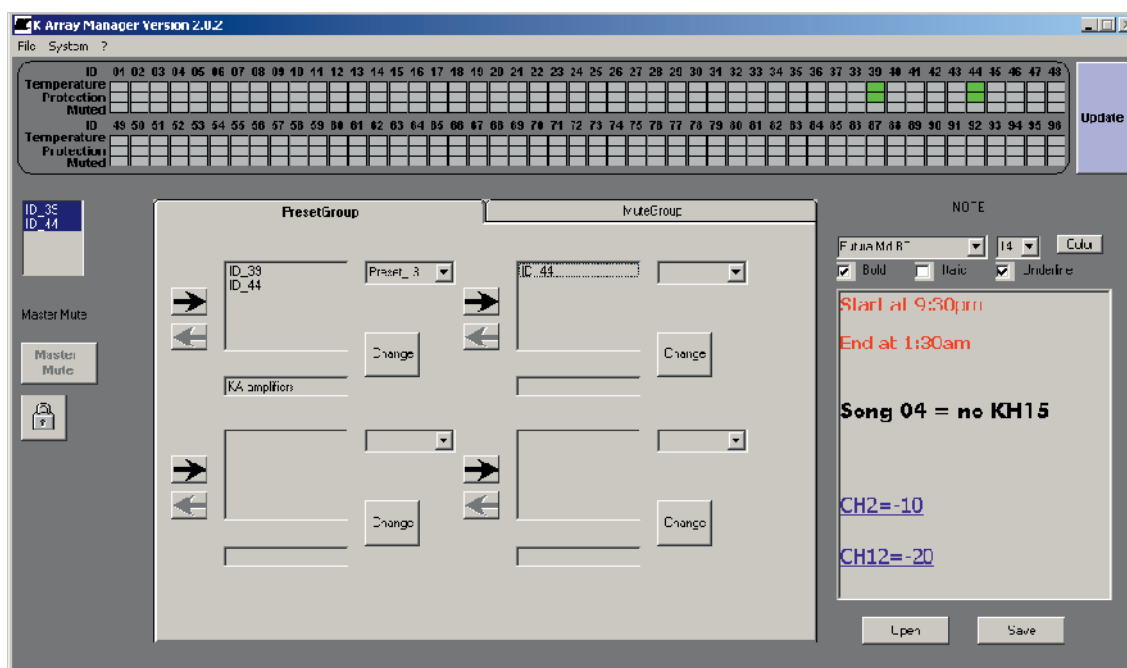 K Array Manager Version 2.0.2
File System ?
ID 01 02 03 04 05 06 07 08 09 10 11 12 13 14 15 16 17 18 19 20 21 22 23 24 25 26 27 28 29 30 31 32 33 34 35 36 37 38 39 40 41 42 43 44 45 46 47 48
Temperature
Protection
Muted
ID 49 50 51 52 53 54 55 56 57 58 59 60 61 62 63 64 65 66 67 68 69 70 71 72 73 74 75 76 77 78 79 80 81 82 83 84 85 86 87 88 89 90 91 92 93 94 95 96
Temperature
Protection
Muted
Update
ID_39
ID_44
Master Mute
Master
Mute
PresetGroup
MuteGroup
ID_39
ID_44
Preset_3
Change
KA amplifiers
ID_44
Change
Change
Change
NOTE
Futura Md BT
14
Color
Bold
Italic
Underline
Start at 9:30pm
End at 1:30am
Song 04 = no KH15
CH2=-10
CH12=-20
Open
Save